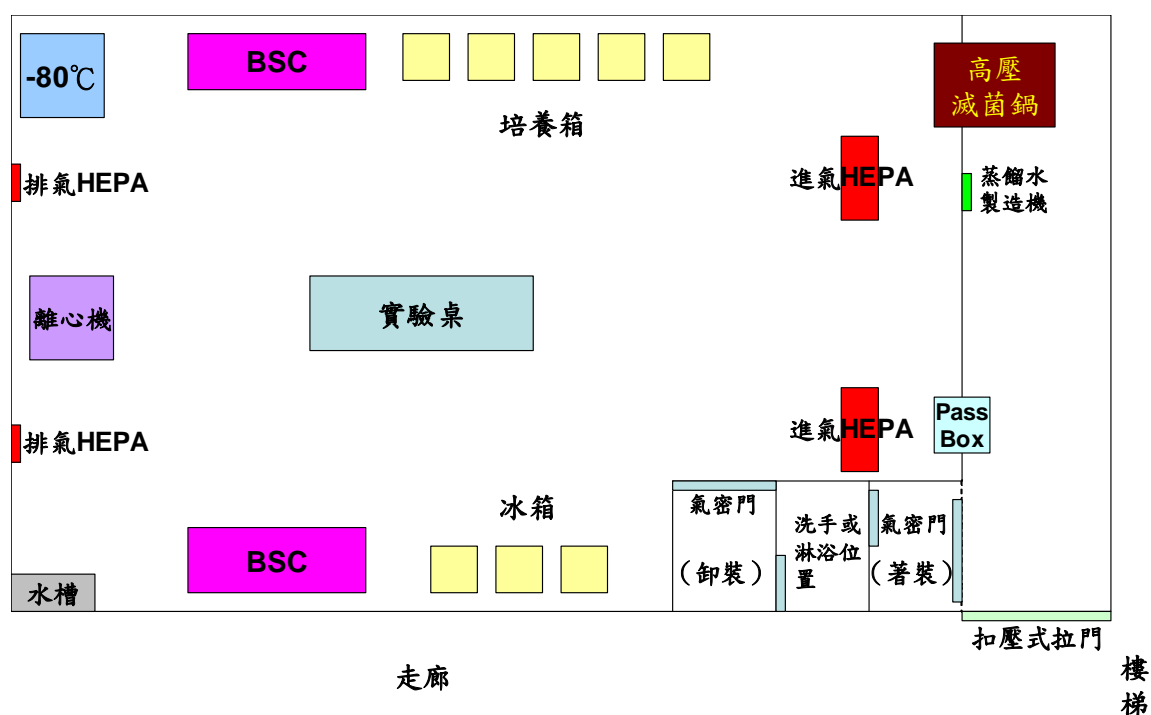 -80℃
BSC
高壓
滅菌鍋
培養箱
排氣HEPA
進氣HEPA
蒸餾水
製造機
離心機
實驗桌
Pass
Box
排氣HEPA
進氣HEPA
冰箱
氣密門
洗手或
淋浴位
置
氣密門
BSC
(卸裝)
(著裝)
水槽
扣壓式拉門
走廊
樓
梯